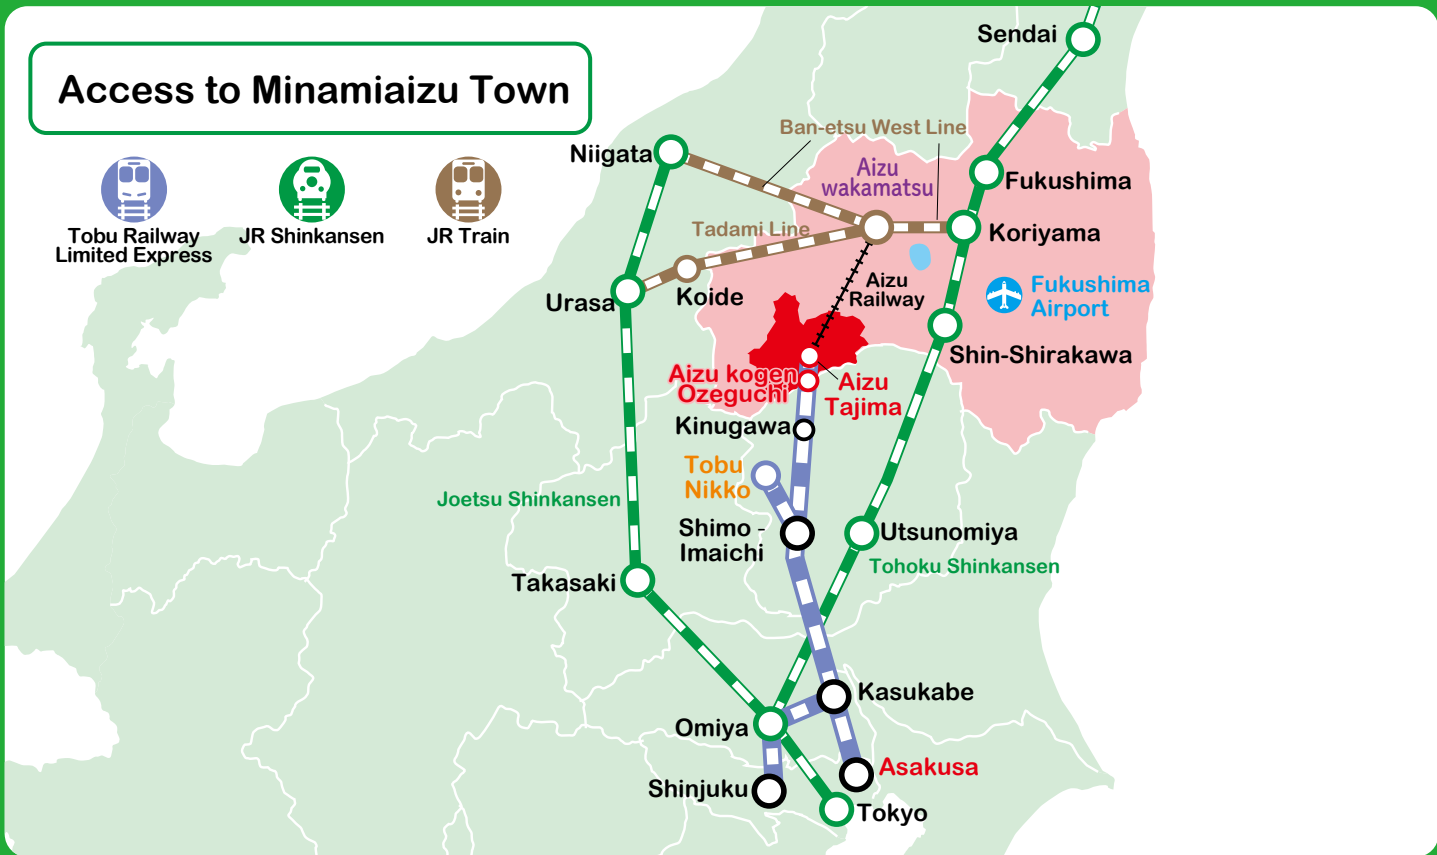 Access to Minamiaizu Town
Tobu Railway
Limited Express
JR Shinkansen
JR Train
Sendai
Ban-etsu West Line
Niigata
Aizu
wakamatsu
Fukushima
Tadami Line
Koriyama
Koide
Urasa
Aizu
Railway
Fukushima
Airport
Shin-Shirakawa
Aizu kogen
Ozeguchi
Aizu
Tajima
Kinugawa
Tobu
Nikko
Joetsu Shinkansen
Shimo -
Imaichi
Utsunomiya
Tohoku Shinkansen
Takasaki
Kasukabe
Omiya
Asakusa
Shinjuku
Tokyo